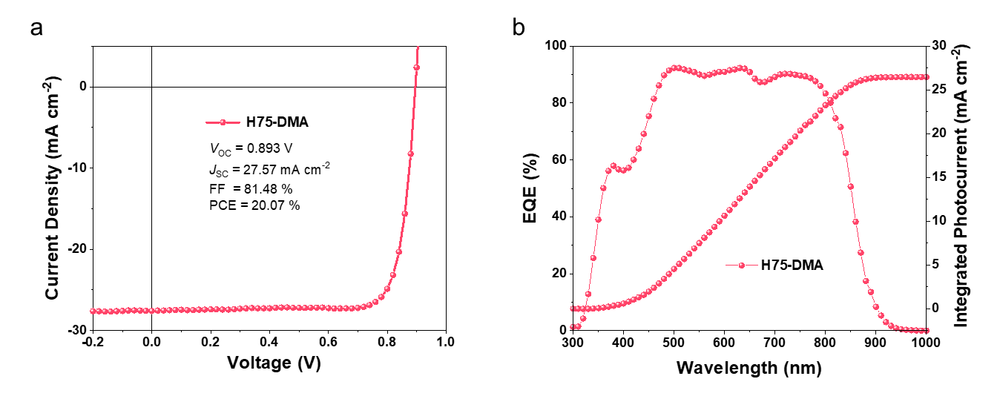 a
Current Density (mA cm-2)
0
-10
-20
-30
-0.2 0.0 0.2 0.4 0.6 0.8 1.0
Voltage (V)
H75-DMA
VOC = 0.893 V
JSC = 27.57 mA cm-2
FF = 81.48 %
PCE = 20.07 %
b
EQE (%)
100
80
60
40
20
0
300 400 500 600 700 800 900 1000
Wavelength (nm)
H75-DMA
30
25
20
15
10
5
0
Integrated Photocurrent (mA cm-2)